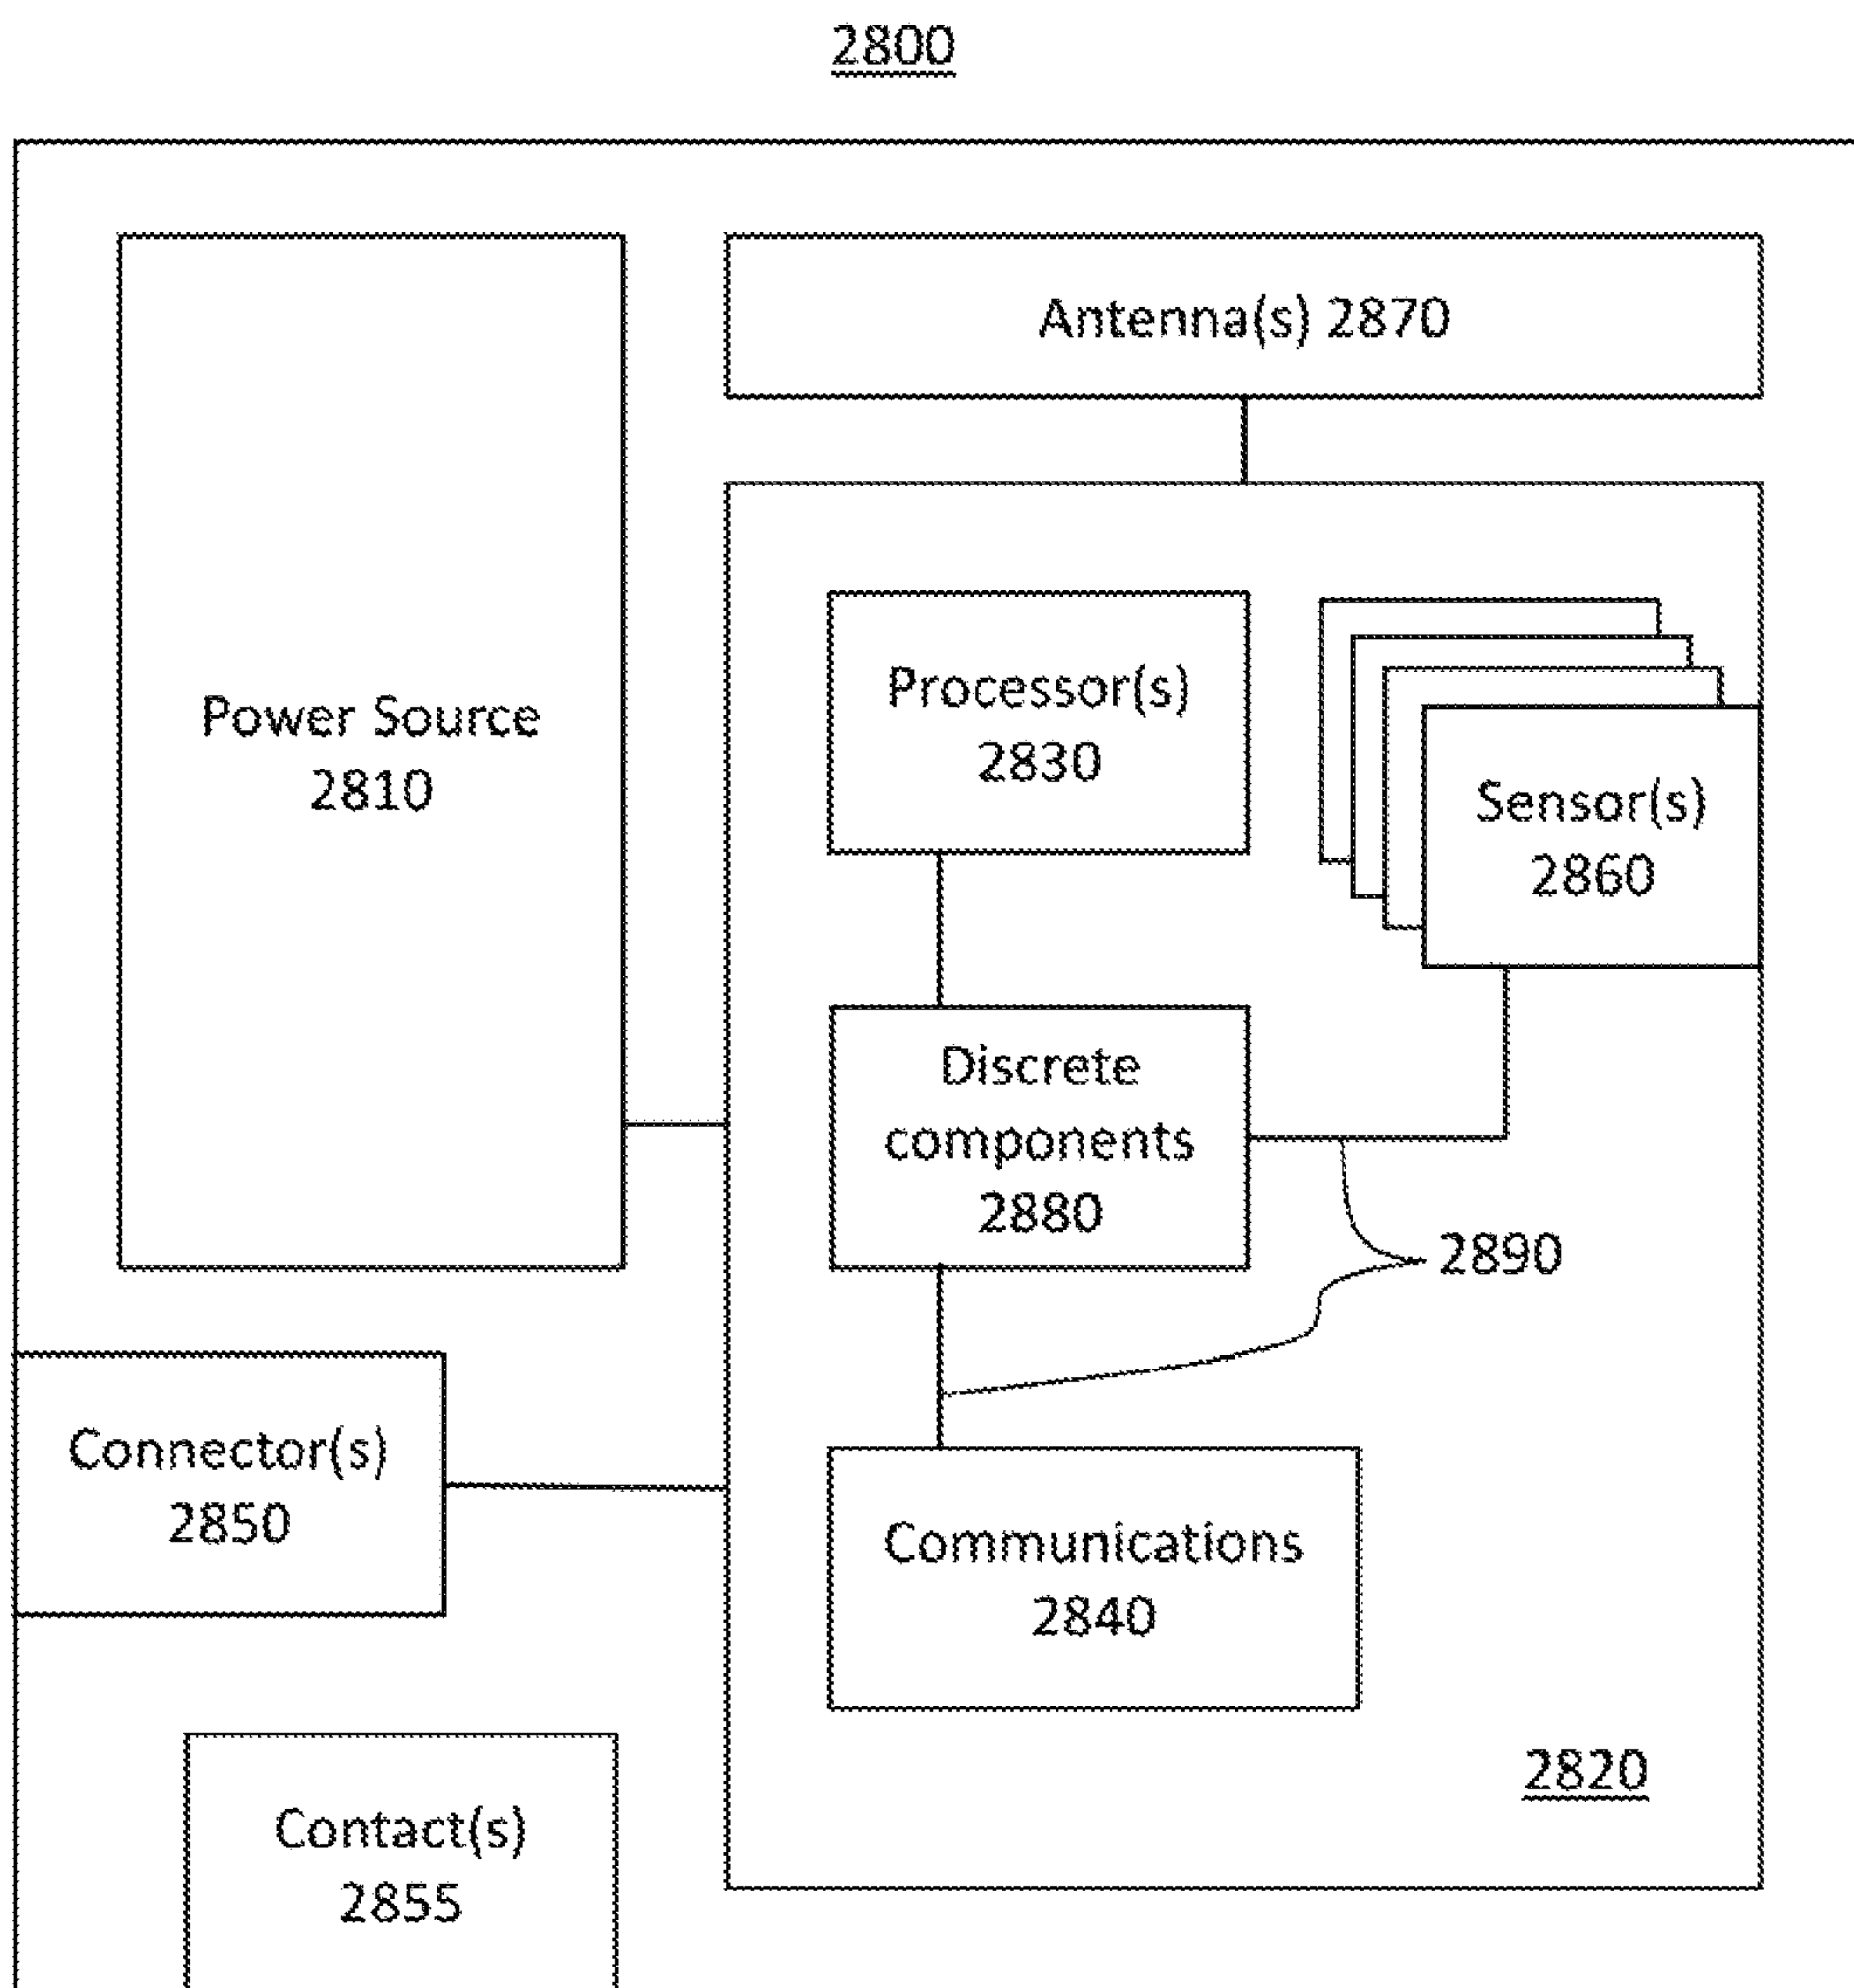 2800
Antenna(s) 2870
Power Source
2810
Processor(s)
2830
Sensor(s)
2860
Discrete
components
2880
2890
Connector(s)
2850
Communications
2840
2820
Contact(s)
2855